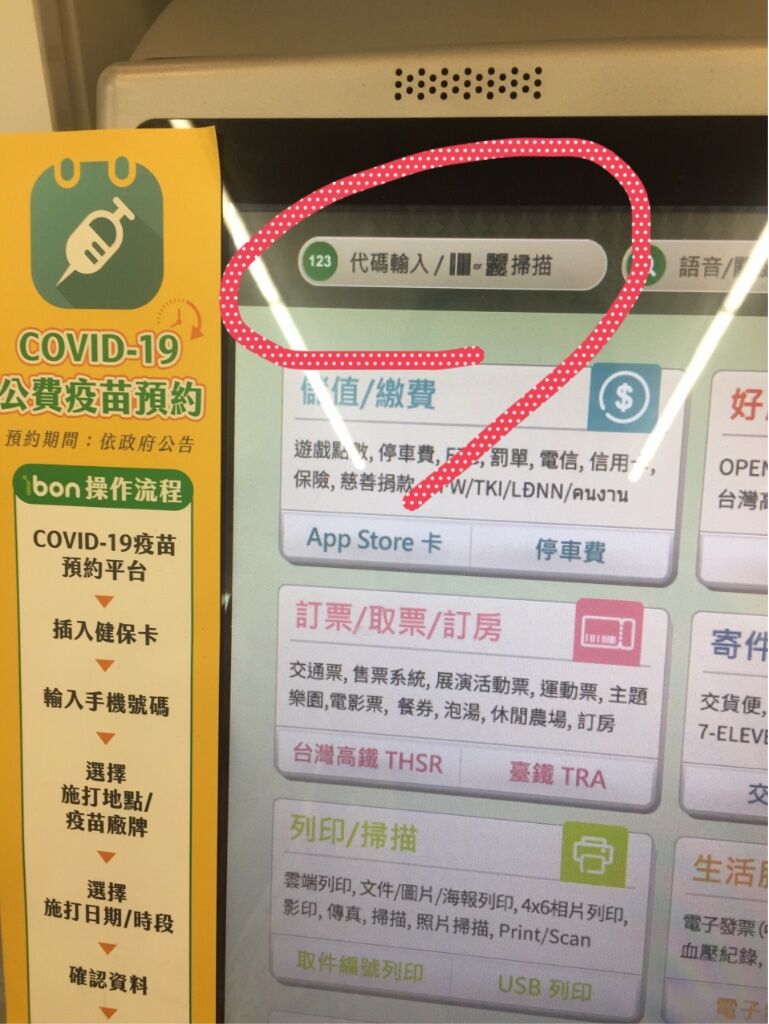 COVID-19
公費疫苗預約
預約期間：依政府公告
ibon 操作流程
COVID-19疫苗
預約平台
插入健保卡
輸入手機號碼
選擇
施打地點/
疫苗廠牌
選擇
施打日期/時段
確認資料
123 代碼輸入 / or 掃描
語音/
儲值/繳費
$
遊戲點數, 停車費, 罰單, 電信, 信用卡,
保險, 慈善捐款, /TKI/LĐNN/คนงาน
App Store 卡
停車費
訂票/取票/訂房
交通票, 售票系統, 展演活動票, 運動票, 主題
樂園,電影票, 餐券, 泡湯, 休閒農場, 訂房
台灣高鐵 THSR
臺鐵 TRA
列印/掃描
雲端列印, 文件/圖片/海報列印, 4x6相片列印,
影印, 傳真, 掃描, 照片掃描, Print/Scan
取件編號列印
USB 列印
好
OPEN
台灣高
寄件
交貨便,
7-ELEVE
交
生活
電子發票
血壓紀錄,
電子